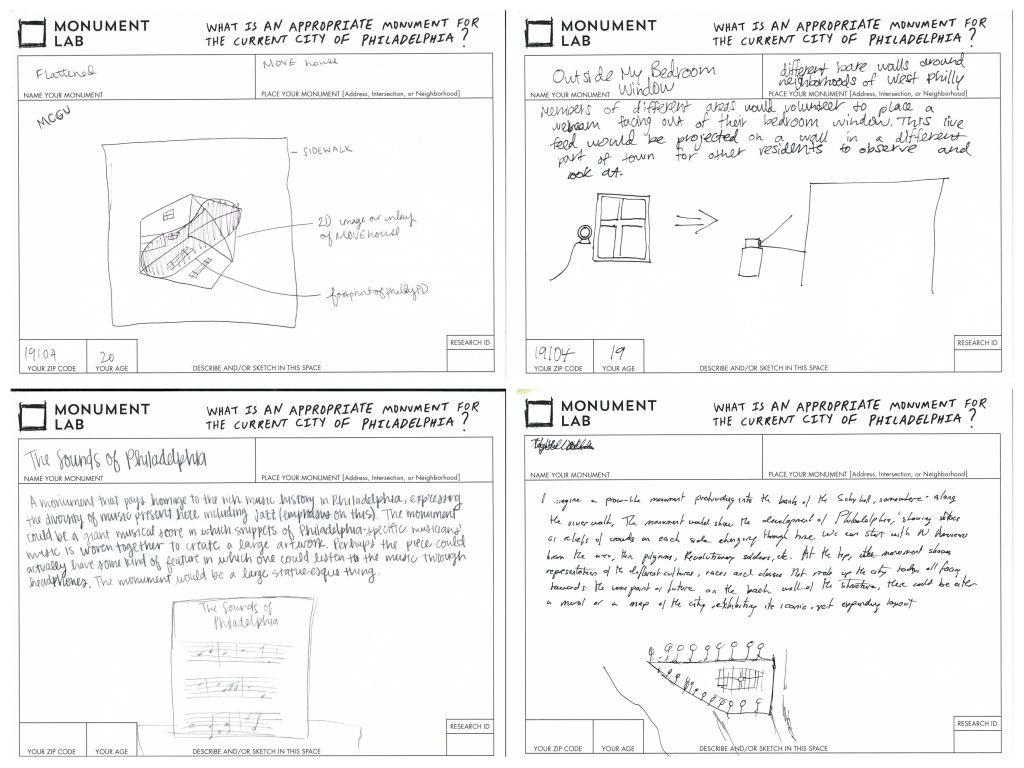 MONUMENT LAB
WHAT IS AN APPROPRIATE MONUMENT FOR
THE CURRENT CITY OF PHILADELPHIA?
Flattened
NAME YOUR MONUMENT
MOVE house
PLACE YOUR MONUMENT [Address, Intersection, or Neighborhood]
MCGU
SIDEWALK
2D image or inlay
of MOVE house
footprint of philly PD
19104
YOUR ZIP CODE
20
YOUR AGE
DESCRIBE AND/OR SKETCH IN THIS SPACE
RESEARCH ID
MONUMENT LAB
WHAT IS AN APPROPRIATE MONUMENT FOR
THE CURRENT CITY OF PHILADELPHIA?
Outside My Bedroom
Window
NAME YOUR MONUMENT
different bare walls around
neighborhoods of West Philly
PLACE YOUR MONUMENT [Address, Intersection, or Neighborhood]
Members of different areas would volunteer to place a
webcam facing out of their bedroom window. This live
feed would be projected on a wall in a different
part of town for other residents to observe and
look at.
19104
YOUR ZIP CODE
19
YOUR AGE
DESCRIBE AND/OR SKETCH IN THIS SPACE
RESEARCH ID
MONUMENT LAB
WHAT IS AN APPROPRIATE MONUMENT FOR
THE CURRENT CITY OF PHILADELPHIA?
The Sounds of Philadelphia
NAME YOUR MONUMENT
PLACE YOUR MONUMENT [Address, Intersection, or Neighborhood]
A monument that pays homage to the rich music history in Philadelphia, expressing
the diversity of music present here including Jazz (emphasis on this). The monument
could be a giant musical score in which snippets of Philadelphia-specific musicians'
music is woven together to create a large artwork. Perhaps the piece could
actually have some kind of feature in which one could listen to the music through
headphones. The monument would be a large statue-esque thing.
The Sounds of
Philadelphia
YOUR ZIP CODE
YOUR AGE
DESCRIBE AND/OR SKETCH IN THIS SPACE
RESEARCH ID
MONUMENT LAB
WHAT IS AN APPROPRIATE MONUMENT FOR
THE CURRENT CITY OF PHILADELPHIA?
NAME YOUR MONUMENT
PLACE YOUR MONUMENT [Address, Intersection, or Neighborhood]
I imagine a prow-like monument protruding into the bank of the Schuylkill, somewhere along
the river walk. The monument would show the development of Philadelphia, showing
as reliefs of crowds on each side changing through time. We can start with N. Americans
from the area, then pilgrims, Revolutionary soldiers, etc. At the tip, the monument shows
representations of the different cultures, races and classes that make up the city today, all facing
towards the same point or future. On the back wall of the structure, there could be either
a mural or a map of the city, exhibiting its iconic, yet expanding layout
YOUR ZIP CODE
YOUR AGE
DESCRIBE AND/OR SKETCH IN THIS SPACE
RESEARCH ID